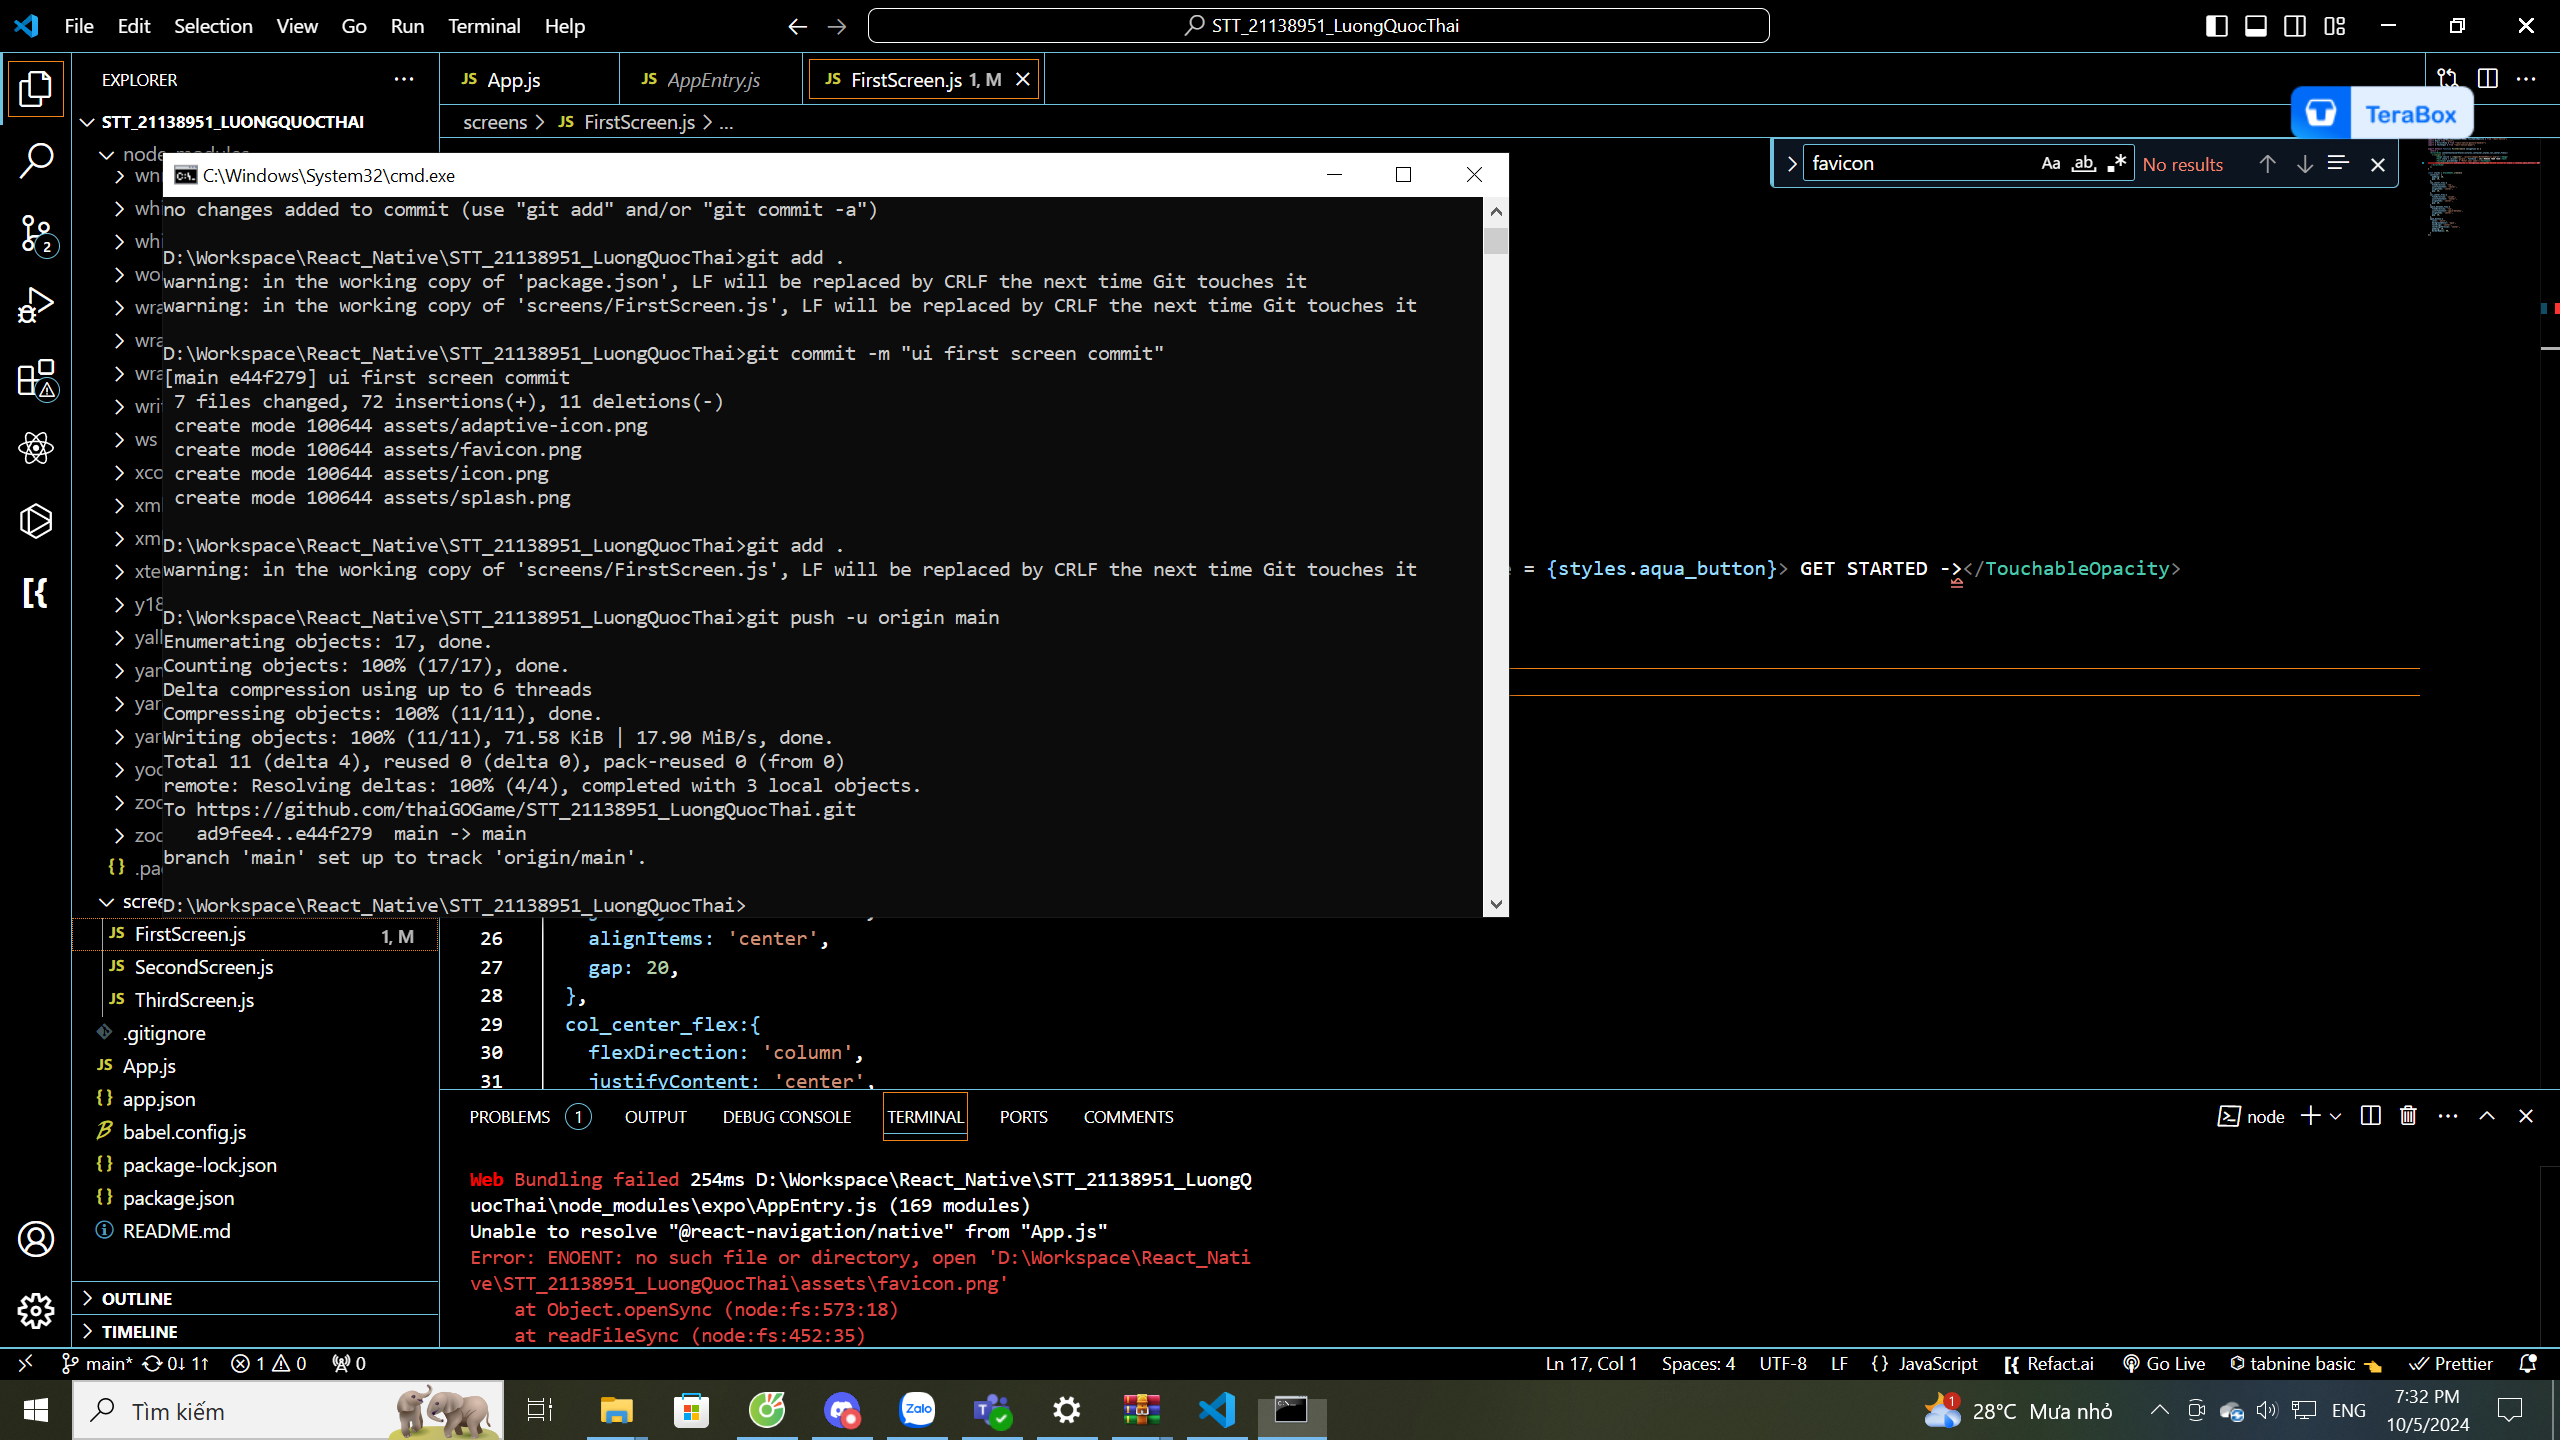 File Edit Selection View Go Run Terminal Help
STT_21138951_LuongQuocThai
EXPLORER
JS App.js
JS AppEntry.js
JS FirstScreen.js 1, M
TeraBox
STT_21138951_LUONGQUOCTHAI
screens > JS FirstScreen.js > ...
favicon
Aa ab .*
No results
C:\Windows\System32\cmd.exe
no changes added to commit (use "git add" and/or "git commit -a")
D:\Workspace\React_Native\STT_21138951_LuongQuocThai>git add .
warning: in the working copy of 'package.json', LF will be replaced by CRLF the next time Git touches it
warning: in the working copy of 'screens/FirstScreen.js', LF will be replaced by CRLF the next time Git touches it
D:\Workspace\React_Native\STT_21138951_LuongQuocThai>git commit -m "ui first screen commit"
[main e44f279] ui first screen commit
7 files changed, 72 insertions(+), 11 deletions(-)
create mode 100644 assets/adaptive-icon.png
create mode 100644 assets/favicon.png
create mode 100644 assets/icon.png
create mode 100644 assets/splash.png
D:\Workspace\React_Native\STT_21138951_LuongQuocThai>git add .
warning: in the working copy of 'screens/FirstScreen.js', LF will be replaced by CRLF the next time Git touches it
D:\Workspace\React_Native\STT_21138951_LuongQuocThai>git push -u origin main
Enumerating objects: 17, done.
Counting objects: 100% (17/17), done.
Delta compression using up to 6 threads
Compressing objects: 100% (11/11), done.
Writing objects: 100% (11/11), 71.58 KiB | 17.90 MiB/s, done.
Total 11 (delta 4), reused 0 (delta 0), pack-reused 0 (from 0)
remote: Resolving deltas: 100% (4/4), completed with 3 local objects.
To https://github.com/thaiGOGame/STT_21138951_LuongQuocThai.git
ad9fee4..e44f279 main -> main
branch 'main' set up to track 'origin/main'.
D:\Workspace\React_Native\STT_21138951_LuongQuocThai>
= {styles.aqua_button}> GET STARTED -></TouchableOpacity>
ws
2
JS FirstScreen.js 1, M
JS SecondScreen.js
JS ThirdScreen.js
.gitignore
JS App.js
{} app.json
babel.config.js
{} package-lock.json
{} package.json
README.md
OUTLINE
TIMELINE
26 alignItems: 'center',
27 gap: 20,
28 },
29 col_center_flex:{
30 flexDirection: 'column',
31 justifyContent: 'center',
PROBLEMS 1 OUTPUT DEBUG CONSOLE TERMINAL PORTS COMMENTS
node
Web Bundling failed 254ms D:\Workspace\React_Native\STT_21138951_LuongQ
uocThai\node_modules\expo\AppEntry.js (169 modules)
Unable to resolve "@react-navigation/native" from "App.js"
Error: ENOENT: no such file or directory, open 'D:\Workspace\React_Nati
ve\STT_21138951_LuongQuocThai\assets\favicon.png'
at Object.openSync (node:fs:573:18)
at readFileSync (node:fs:452:35)
main* 0↓ 1↑ 1 0 0
Ln 17, Col 1 Spaces: 4 UTF-8 LF {} JavaScript Refact.ai Go Live tabnine basic Prettier
Tìm kiếm
Zalo
1
28°C Mưa nhỏ
ENG
7:32 PM
10/5/2024